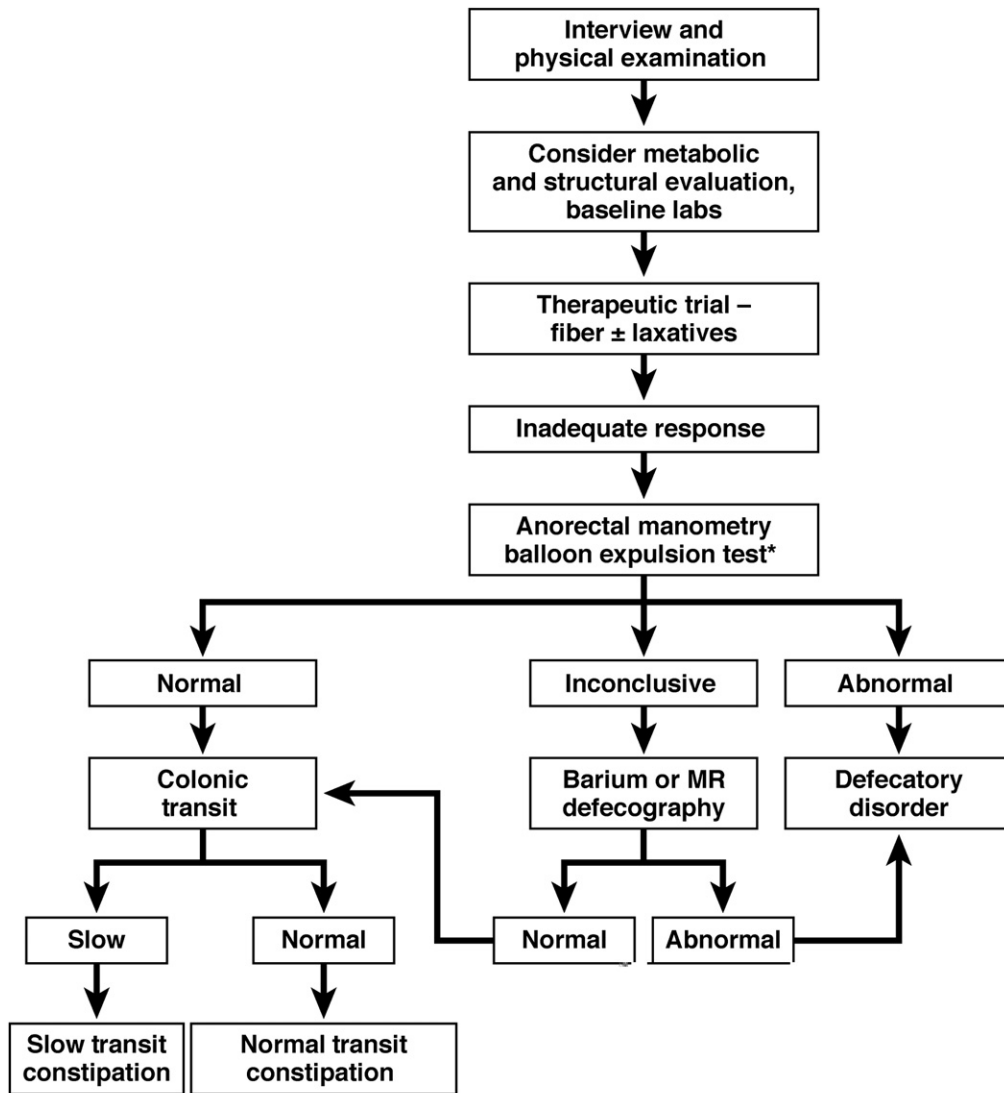 Interview and
physical examination
Consider metabolic
and structural evaluation,
baseline labs
Therapeutic trial –
fiber ± laxatives
Inadequate response
Anorectal manometry
balloon expulsion test*
Normal
Inconclusive
Abnormal
Colonic
transit
Barium or MR
defecography
Defecatory
disorder
Slow
Normal
Normal
Abnormal
Slow transit
constipation
Normal transit
constipation